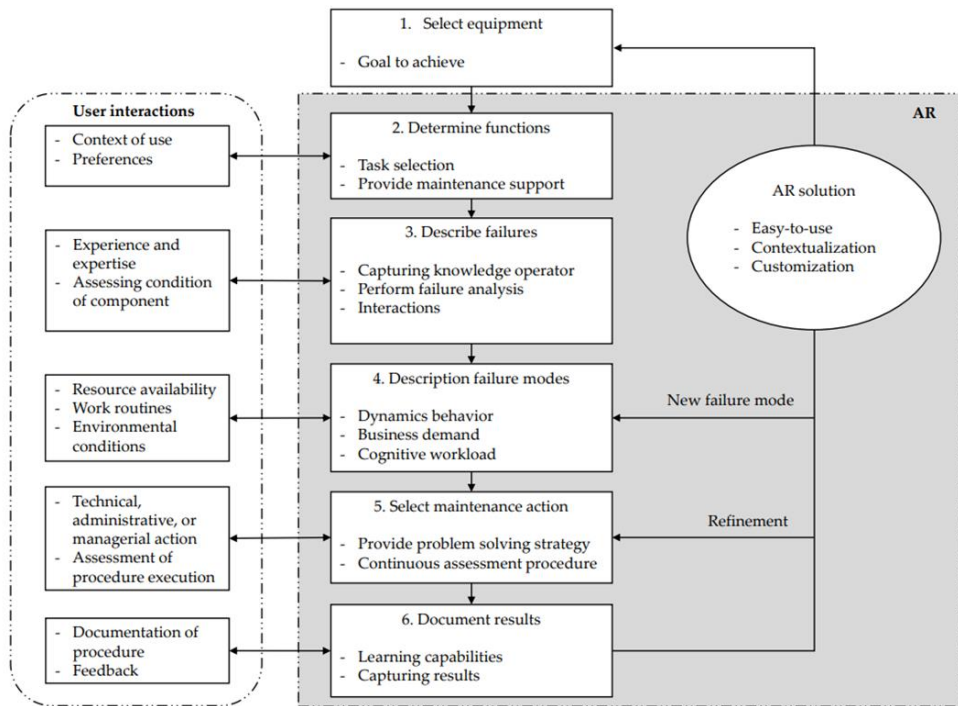 1. Select equipment
- Goal to achieve
User interactions
AR
- Context of use
- Preferences
2. Determine functions
- Task selection
- Provide maintenance support
AR solution
- Easy-to-use
- Contextualization
- Customization
- Experience and
expertise
- Assessing condition
of component
3. Describe failures
- Capturing knowledge operator
- Perform failure analysis
- Interactions
- Resource availability
- Work routines
- Environmental
conditions
4. Description failure modes
- Dynamics behavior
- Business demand
- Cognitive workload
New failure mode
- Technical,
administrative, or
managerial action
- Assessment of
procedure execution
5. Select maintenance action
- Provide problem solving strategy
- Continuous assessment procedure
Refinement
- Documentation of
procedure
- Feedback
6. Document results
- Learning capabilities
- Capturing results